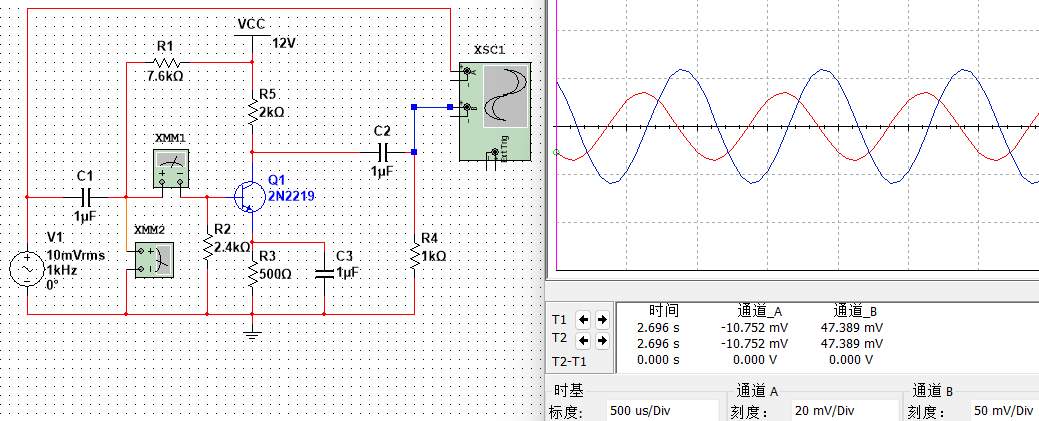 VCC
12V
R1
7.6kΩ
R5
2kΩ
XSC1
Ext Trig
XMM1
C2
1μF
C1
1μF
Q1
2N2219
XMM2
V1
10mVrms
1kHz
0°
R2
2.4kΩ
R3
500Ω
C3
1μF
R4
1kΩ
时间 通道_A 通道_B
T1 2.696 s -10.752 mV 47.389 mV
T2 2.696 s -10.752 mV 47.389 mV
T2-T1 0.000 s 0.000 V 0.000 V
时基 通道 A 通道 B
标度: 500 us/Div 刻度: 20 mV/Div 刻度: 50 mV/Div